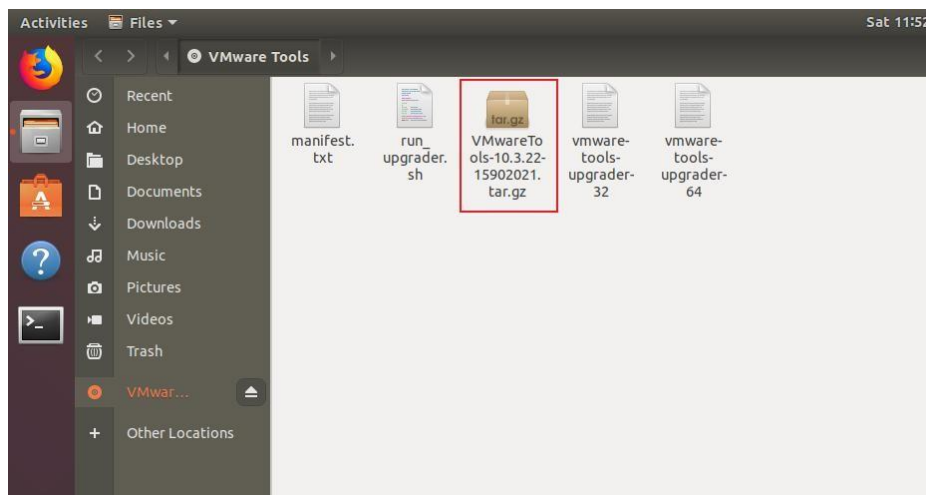 Activities Files Sat 11:52
VMware Tools
Recent
Home
Desktop
Documents
Downloads
Music
Pictures
Videos
Trash
VMwar...
Other Locations
manifest.
txt
run_
upgrader.
sh
tar.gz
VMwareTo
ols-10.3.22-
15902021.
tar.gz
vmware-
tools-
upgrader-
32
vmware-
tools-
upgrader-
64